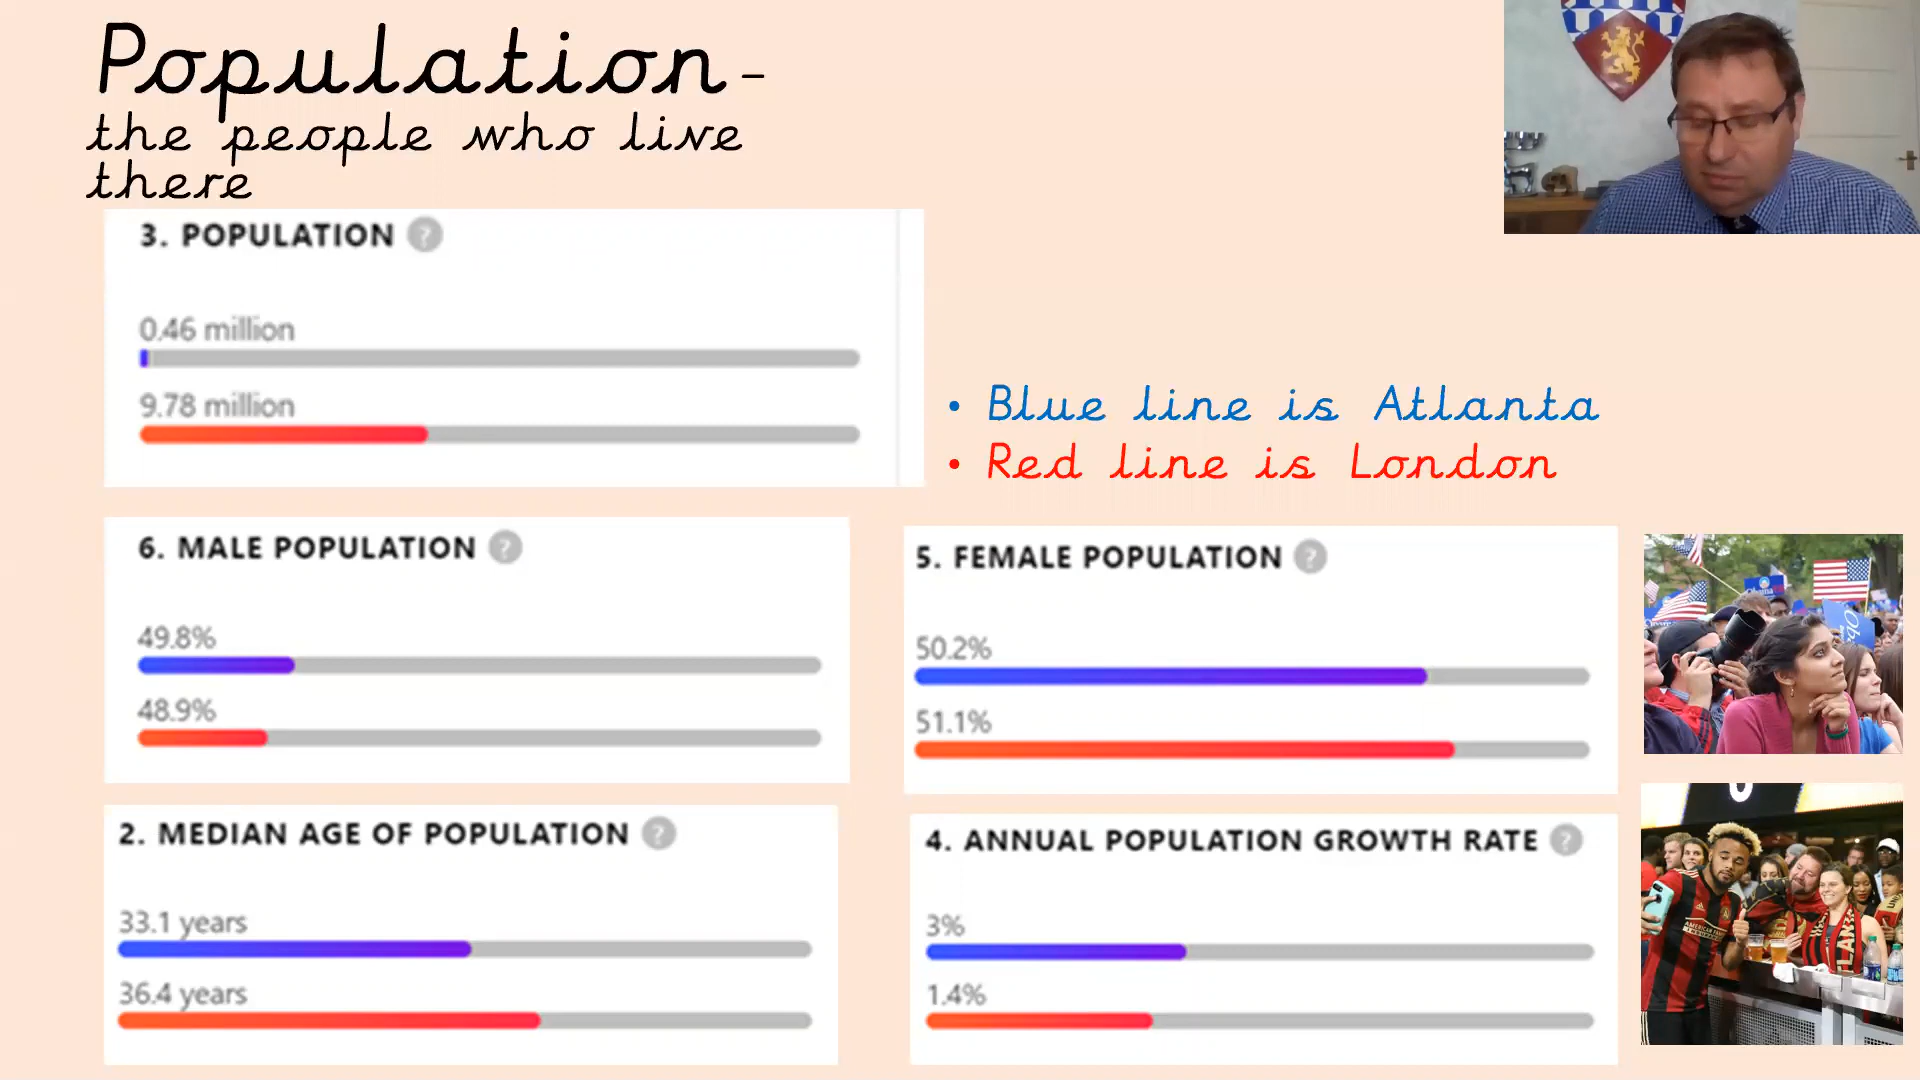 Population-
the people who live
there
3. POPULATION ?
0.46 million
9.78 million
• Blue line is Atlanta
• Red line is London
6. MALE POPULATION ?
49.8%
48.9%
5. FEMALE POPULATION ?
50.2%
51.1%
2. MEDIAN AGE OF POPULATION ?
33.1 years
36.4 years
4. ANNUAL POPULATION GROWTH RATE ?
3%
1.4%